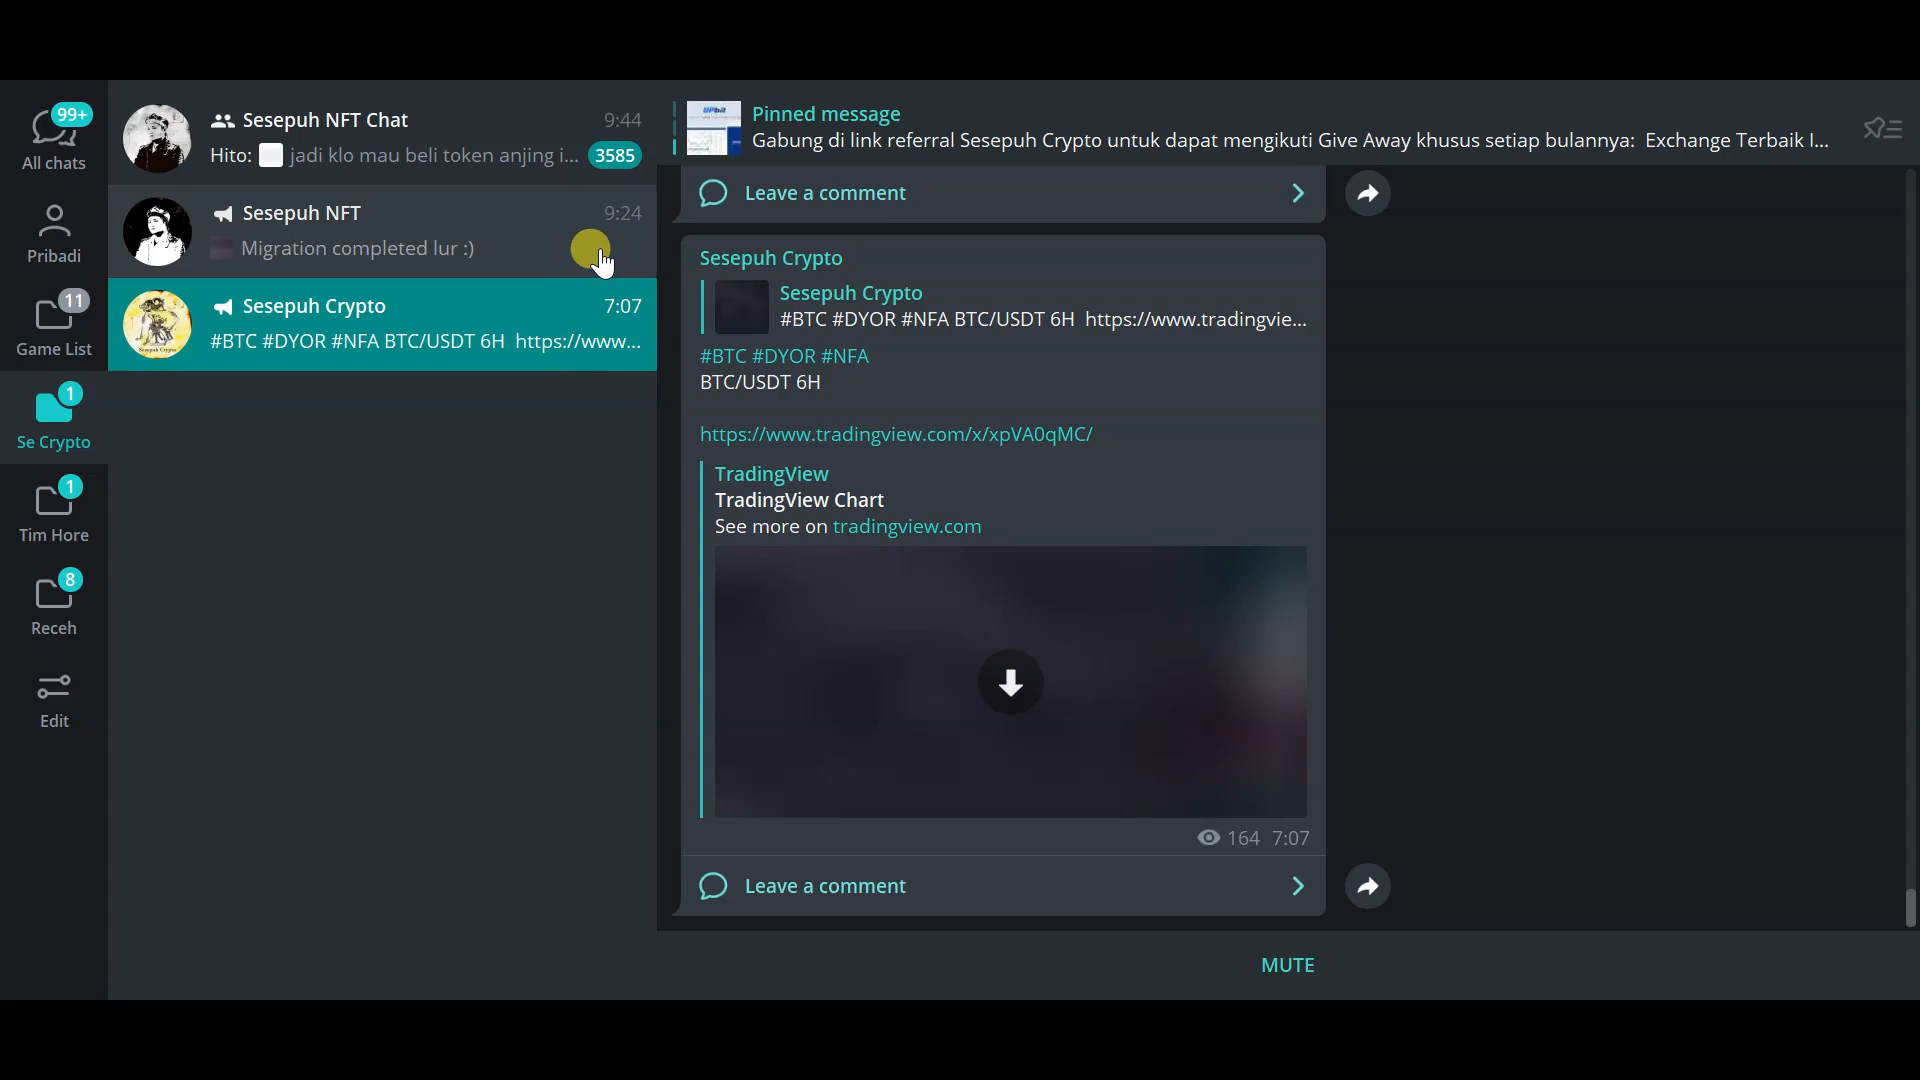 99+
All chats
Pribadi
11
Game List
1
Se Crypto
1
Tim Hore
8
Receh
Edit
Sesepuh NFT Chat 9:44
Hito: jadi klo mau beli token anjing i... 3585
Sesepuh NFT 9:24
Migration completed lur :)
Sesepuh Crypto 7:07
#BTC #DYOR #NFA BTC/USDT 6H https://www...
UPbit
Pinned message
Gabung di link referral Sesepuh Crypto untuk dapat mengikuti Give Away khusus setiap bulannya: Exchange Terbaik I...
Leave a comment
Sesepuh Crypto
Sesepuh Crypto
#BTC #DYOR #NFA BTC/USDT 6H https://www.tradingvie...
#BTC #DYOR #NFA
BTC/USDT 6H
https://www.tradingview.com/x/xpVA0qMC/
TradingView
TradingView Chart
See more on tradingview.com
164 7:07
Leave a comment
MUTE